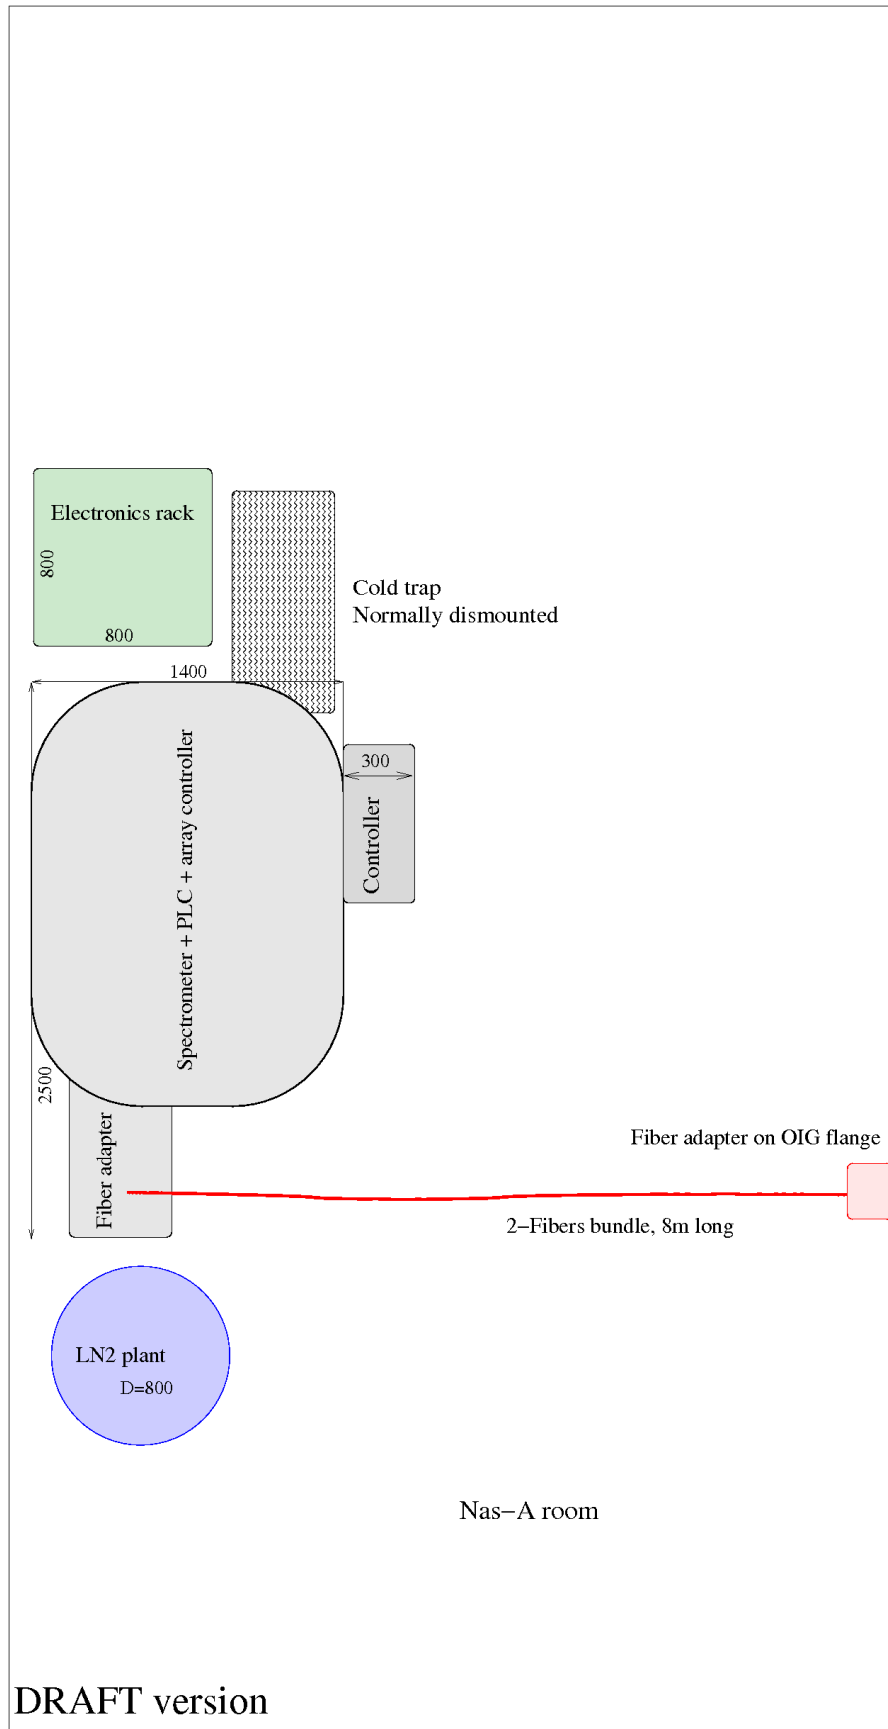 Electronics rack
800
800
Cold trap
Normally dismounted
1400
300
Controller
Spectrometer + PLC + array controller
2500
Fiber adapter
Fiber adapter on OIG flange
2−Fibers bundle, 8m long
LN2 plant
D=800
Nas−A room
DRAFT version